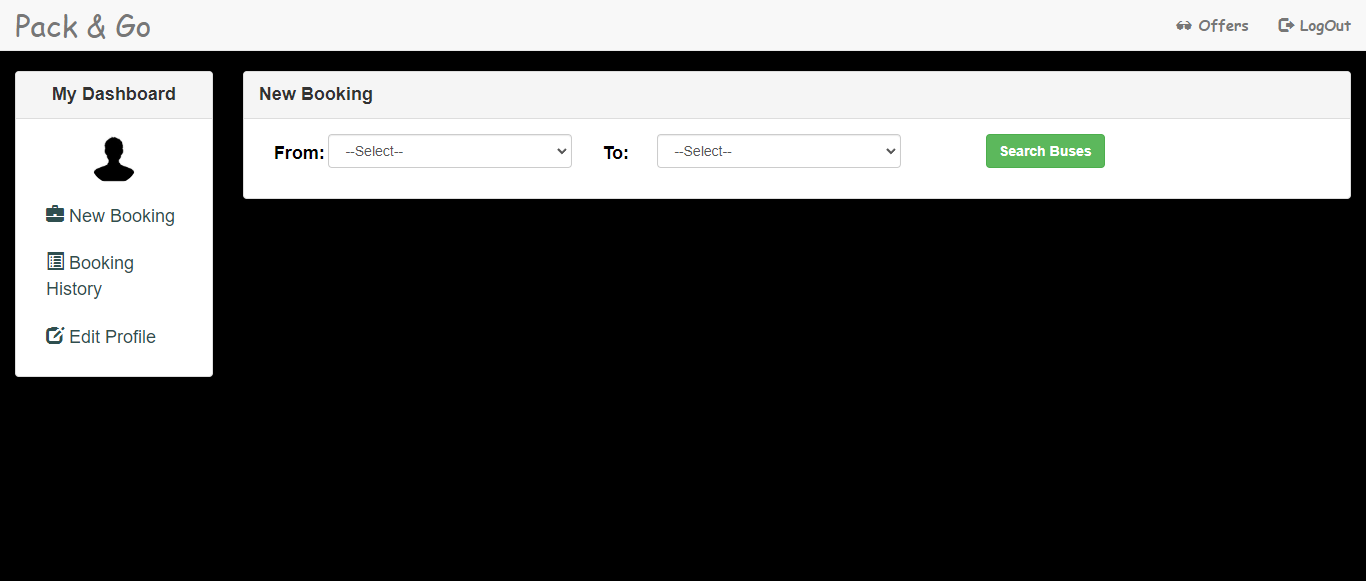 Pack & Go
Offers
LogOut
My Dashboard
New Booking
Booking
History
Edit Profile
New Booking
From:
--Select--
To:
--Select--
Search Buses